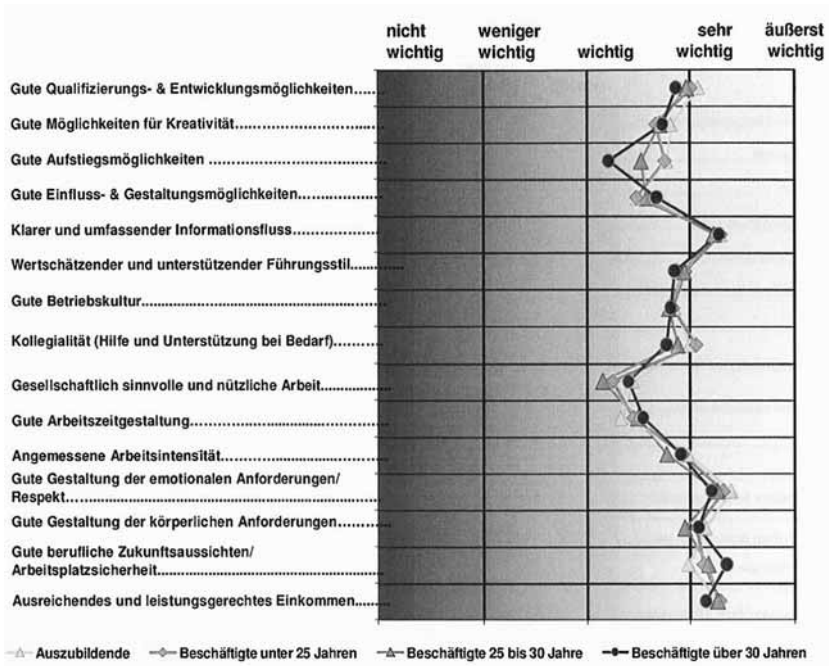 nicht wichtig
weniger wichtig
wichtig
sehr wichtig
äußerst wichtig
Gute Qualifizierungs- & Entwicklungsmöglichkeiten
Gute Möglichkeiten für Kreativität
Gute Aufstiegsmöglichkeiten
Gute Einfluss- & Gestaltungsmöglichkeiten
Klarer und umfassender Informationsfluss
Wertschätzender und unterstützender Führungsstil
Gute Betriebskultur
Kollegialität (Hilfe und Unterstützung bei Bedarf)
Gesellschaftlich sinnvolle und nützliche Arbeit
Gute Arbeitszeitgestaltung
Angemessene Arbeitsintensität
Gute Gestaltung der emotionalen Anforderungen/
Respekt
Gute Gestaltung der körperlichen Anforderungen
Gute berufliche Zukunftsaussichten/
Arbeitsplatzsicherheit
Ausreichendes und leistungsgerechtes Einkommen
Auszubildende
Beschäftigte unter 25 Jahren
Beschäftigte 25 bis 30 Jahre
Beschäftigte über 30 Jahren